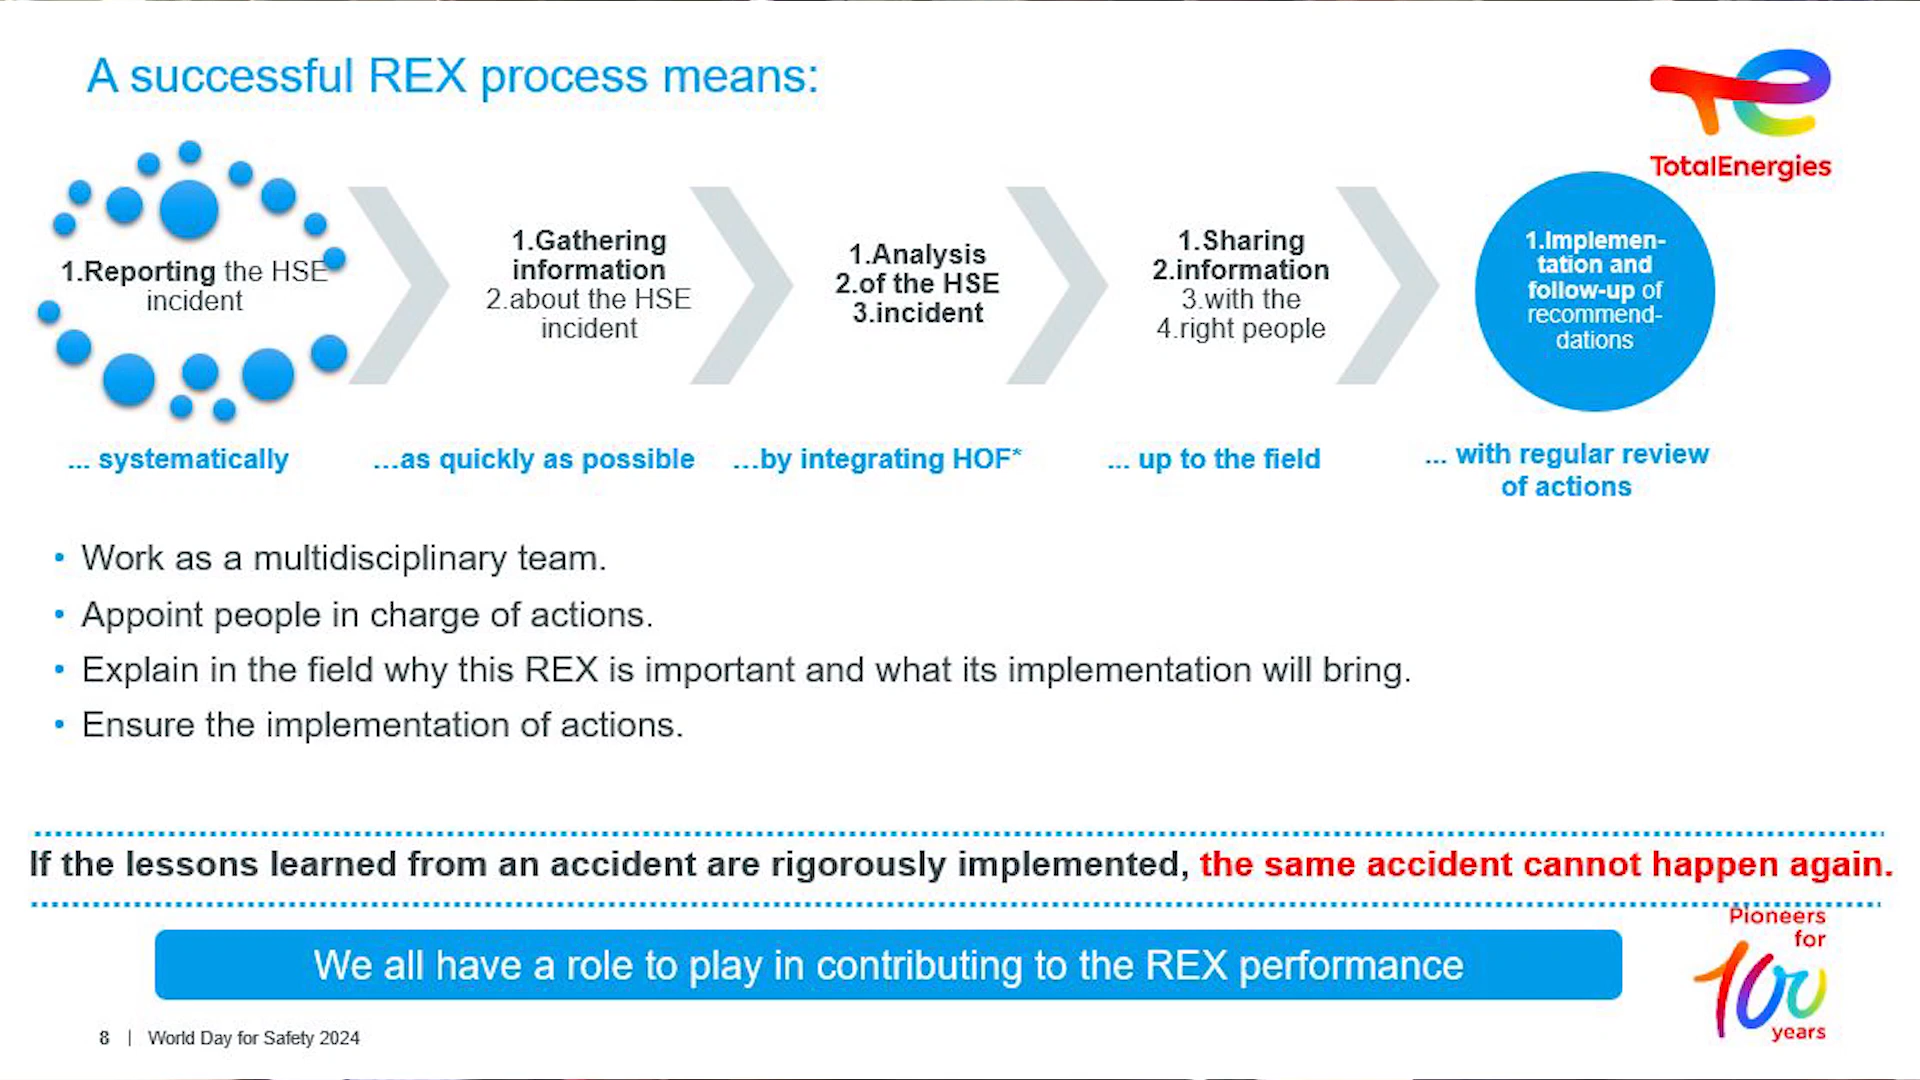 A successful REX process means:
TotalEnergies
1.Reporting the HSE
incident
1.Gathering
information
2.about the HSE
incident
1.Analysis
2.of the HSE
3.incident
1.Sharing
2.information
3.with the
4.right people
1.Implemen-
tation and
follow-up of
recommend-
dations
... systematically
...as quickly as possible
...by integrating HOF*
... up to the field
... with regular review
of actions
• Work as a multidisciplinary team.
• Appoint people in charge of actions.
• Explain in the field why this REX is important and what its implementation will bring.
• Ensure the implementation of actions.
If the lessons learned from an accident are rigorously implemented, the same accident cannot happen again.
We all have a role to play in contributing to the REX performance
Pioneers
for
100
years
8 | World Day for Safety 2024